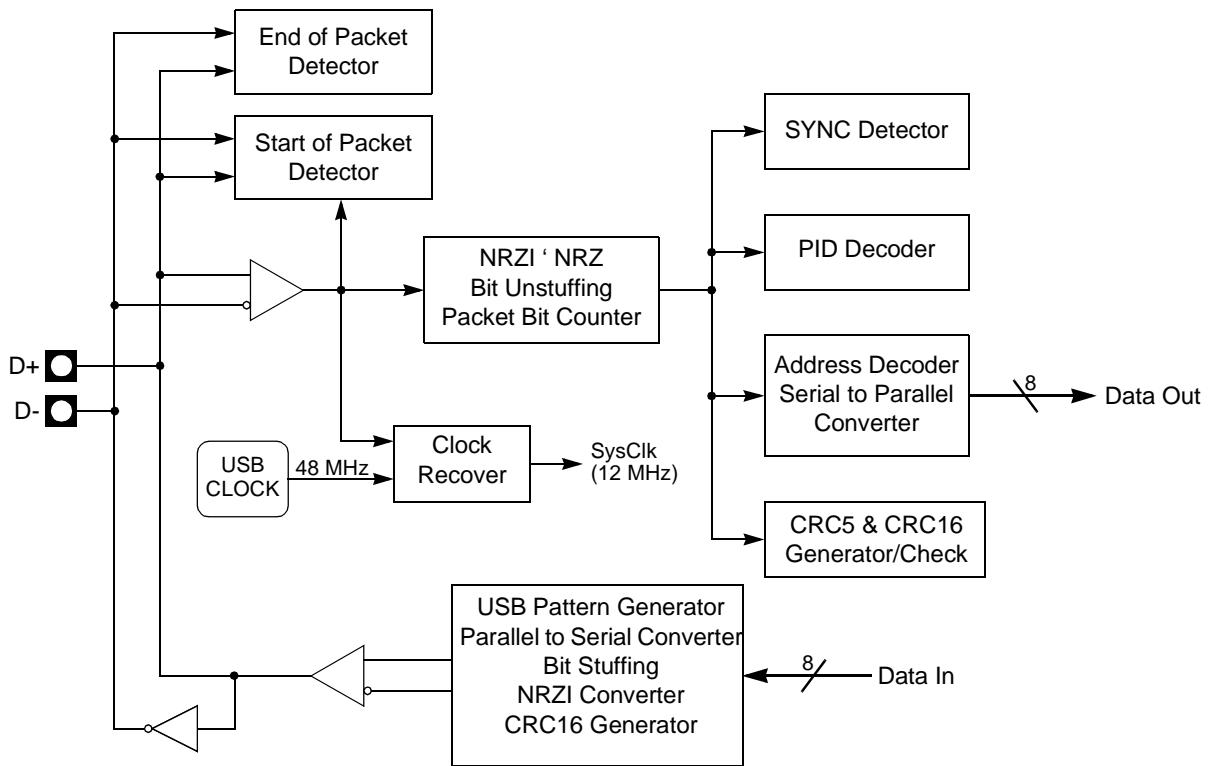 End of Packet
Detector
Start of Packet
Detector
SYNC Detector
NRZI ‘ NRZ
Bit Unstuffing
Packet Bit Counter
PID Decoder
D+
D-
Address Decoder
Serial to Parallel
Converter
8
Data Out
USB
CLOCK
48 MHz
Clock
Recover
SysClk
(12 MHz)
CRC5 & CRC16
Generator/Check
USB Pattern Generator
Parallel to Serial Converter
Bit Stuffing
NRZI Converter
CRC16 Generator
8
Data In